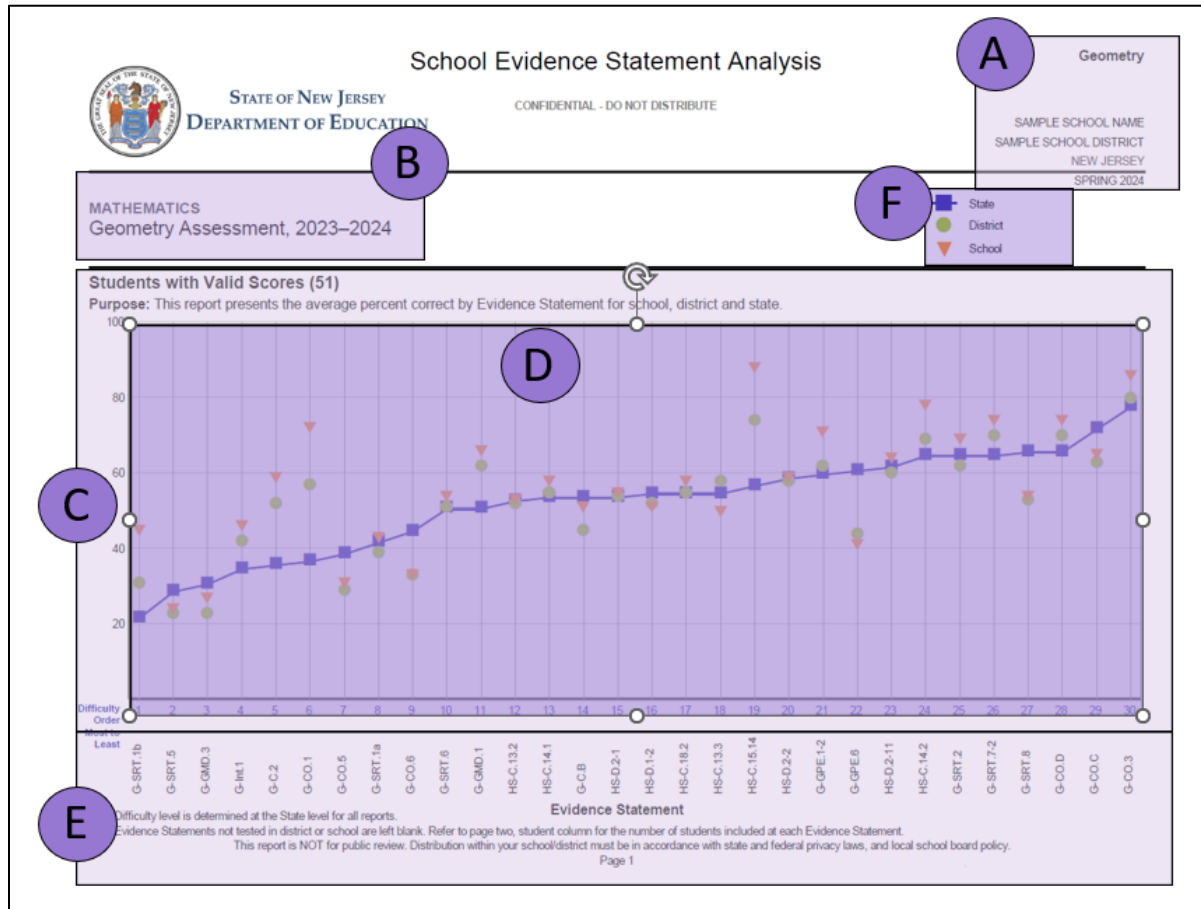 School Evidence Statement Analysis
A
Geometry
STATE OF NEW JERSEY
DEPARTMENT OF EDUCATION
CONFIDENTIAL - DO NOT DISTRIBUTE
SAMPLE SCHOOL NAME
SAMPLE SCHOOL DISTRICT
NEW JERSEY
SPRING 2024
B
MATHEMATICS
Geometry Assessment, 2023–2024
F
State
District
School
Students with Valid Scores (51)
Purpose: This report presents the average percent correct by Evidence Statement for school, district and state.
D
C
100
80
60
40
20
Difficulty
Order
Most to
Least
1 2 3 4 5 6 7 8 9 10 11 12 13 14 15 16 17 18 19 20 21 22 23 24 25 26 27 28 29 30
G-SRT.1b
G-SRT.5
G-GMD.3
G-Int.1
G-C.2
G-CO.1
G-CO.5
G-SRT.1a
G-CO.6
G-SRT.6
G-GMD.1
HS-C.13.2
HS-C.14.1
G-C.B
HS-D.2-1
HS-D.1-2
HS-C.18.2
HS-C.13.3
HS-C.15.14
HS-D.2-2
G-GPE.1-2
G-GPE.6
HS-D.2-11
HS-C.14.2
G-SRT.2
G-SRT.7-2
G-SRT.8
G-CO.D
G-CO.C
G-CO.3
Evidence Statement
E
Difficulty level is determined at the State level for all reports.
Evidence Statements not tested in district or school are left blank. Refer to page two, student column for the number of students included at each Evidence Statement.
This report is NOT for public review. Distribution within your school/district must be in accordance with state and federal privacy laws, and local school board policy.
Page 1